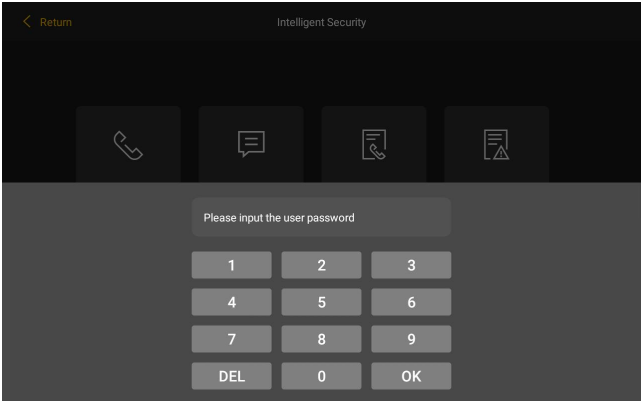 Return
Intelligent Security
Please input the user password
1 2 3
4 5 6
7 8 9
DEL 0 OK